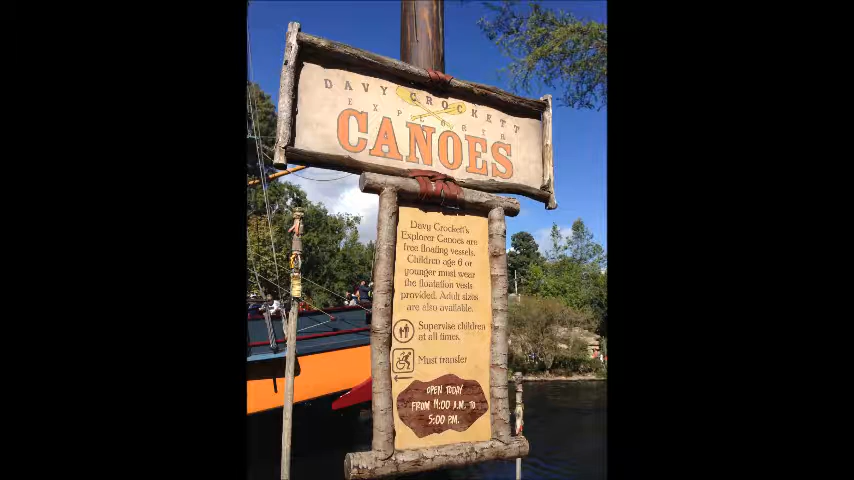 DAVY CROCKETT
EXPLORER
CANOES
Davy Crockett's
Explorer Canoes are
free floating vessels.
Children age 6 or
younger must wear
the floatation vests
provided. Adult sizes
are also available.
Supervise children
at all times.
Must transfer
OPEN TODAY
FROM 11:00 A.M. TO
5:00 P.M.